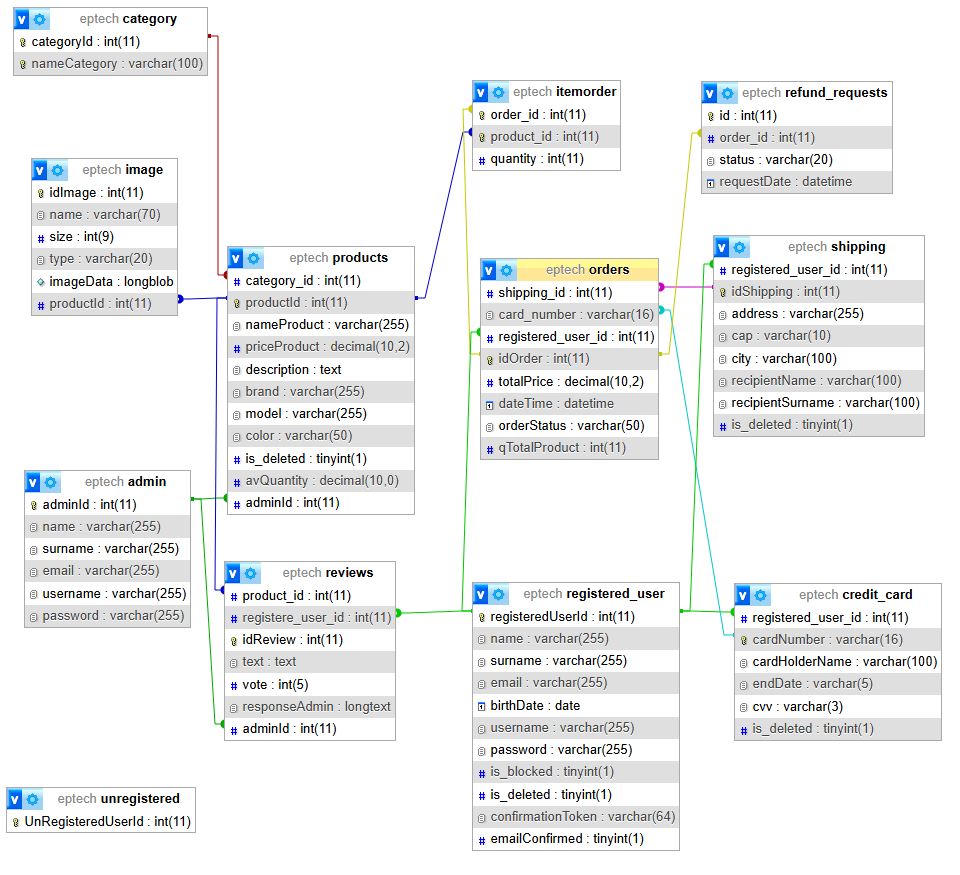 eptech category
categoryId : int(11)
nameCategory : varchar(100)
eptech image
idImage : int(11)
name : varchar(70)
size : int(9)
type : varchar(20)
imageData : longblob
productId : int(11)
eptech products
category_id : int(11)
productId : int(11)
nameProduct : varchar(255)
priceProduct : decimal(10,2)
description : text
brand : varchar(255)
model : varchar(255)
color : varchar(50)
is_deleted : tinyint(1)
avQuantity : decimal(10,0)
adminId : int(11)
eptech admin
adminId : int(11)
name : varchar(255)
surname : varchar(255)
email : varchar(255)
username : varchar(255)
password : varchar(255)
eptech reviews
product_id : int(11)
registere_user_id : int(11)
idReview : int(11)
text : text
vote : int(5)
responseAdmin : longtext
adminId : int(11)
eptech unregistered
UnRegisteredUserId : int(11)
eptech itemorder
order_id : int(11)
product_id : int(11)
quantity : int(11)
eptech orders
shipping_id : int(11)
card_number : varchar(16)
registered_user_id : int(11)
idOrder : int(11)
totalPrice : decimal(10,2)
dateTime : datetime
orderStatus : varchar(50)
qTotalProduct : int(11)
eptech registered_user
registeredUserId : int(11)
name : varchar(255)
surname : varchar(255)
email : varchar(255)
birthDate : date
username : varchar(255)
password : varchar(255)
is_blocked : tinyint(1)
is_deleted : tinyint(1)
confirmationToken : varchar(64)
emailConfirmed : tinyint(1)
eptech refund_requests
id : int(11)
order_id : int(11)
status : varchar(20)
requestDate : datetime
eptech shipping
registered_user_id : int(11)
idShipping : int(11)
address : varchar(255)
cap : varchar(10)
city : varchar(100)
recipientName : varchar(100)
recipientSurname : varchar(100)
is_deleted : tinyint(1)
eptech credit_card
registered_user_id : int(11)
cardNumber : varchar(16)
cardHolderName : varchar(100)
endDate : varchar(5)
cvv : varchar(3)
is_deleted : tinyint(1)